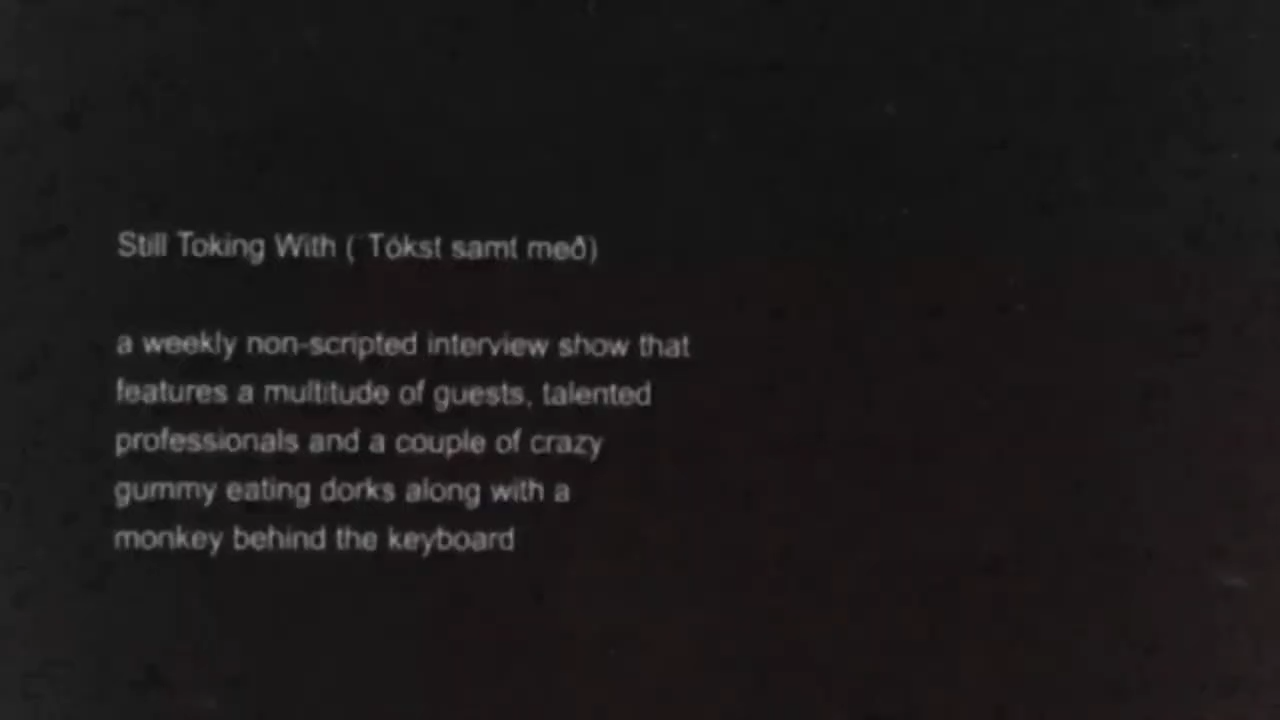 Still Toking With ( Tókst samt með)
a weekly non-scripted interview show that
features a multitude of guests, talented
professionals and a couple of crazy
gummy eating dorks along with a
monkey behind the keyboard